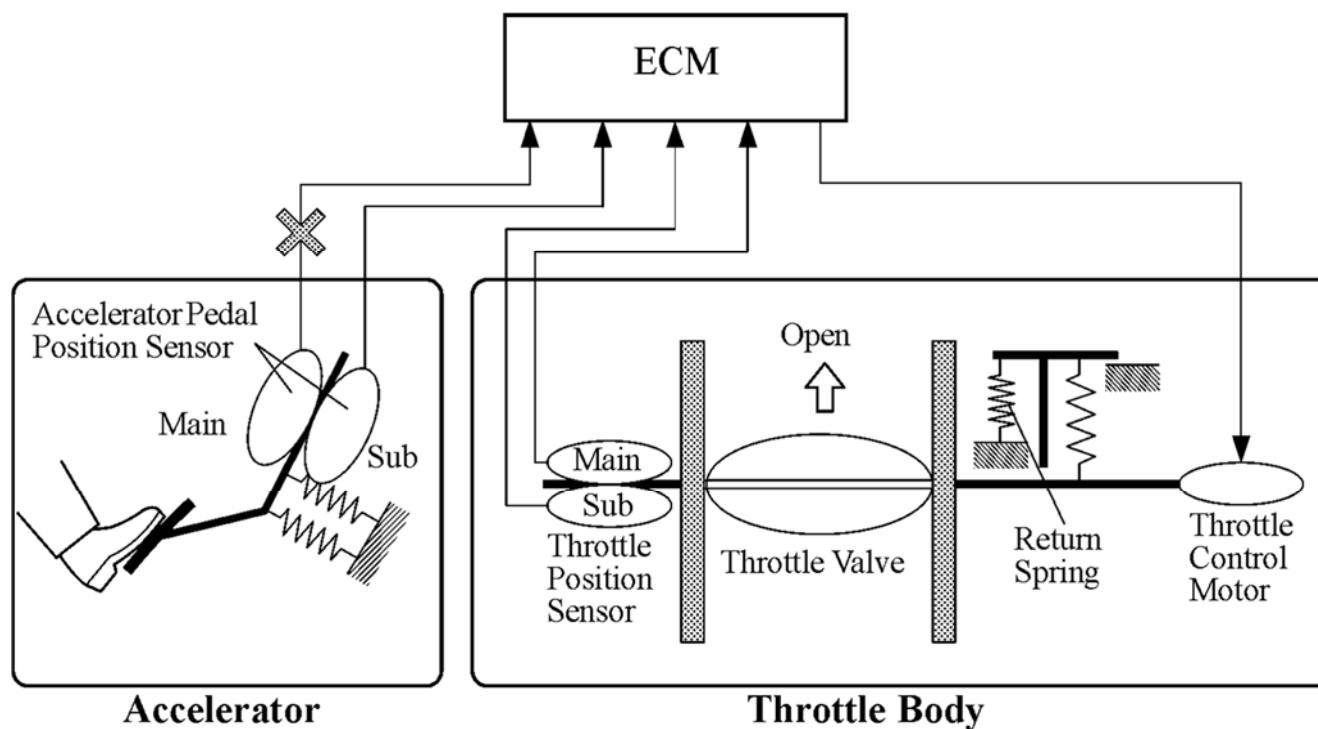 ECM
Accelerator Pedal
Position Sensor
Main
Sub
Open
Main
Sub
Throttle
Position
Sensor
Throttle Valve
Return
Spring
Throttle
Control
Motor
Accelerator
Throttle Body